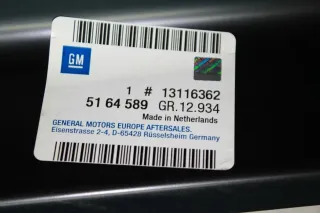 GM
1 # 13116362
51 64 589 GR.12.934
Made in Netherlands
GENERAL MOTORS EUROPE AFTERSALES.
Eisenstrasse 2-4, D-65428 Rüsselsheim Germany